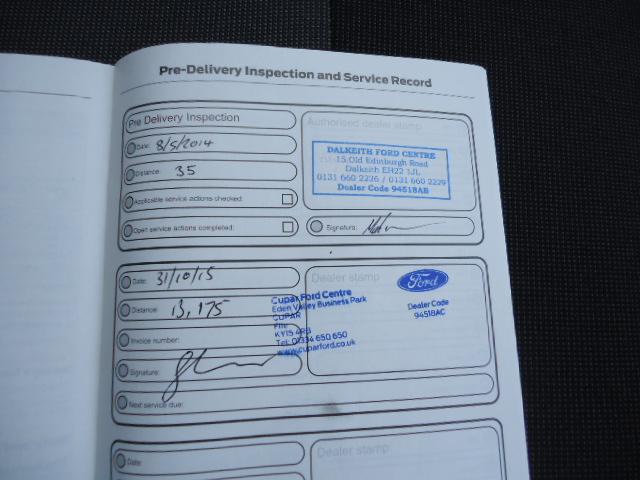 Pre-Delivery Inspection and Service Record
Pre Delivery Inspection
Date: 8/5/2014
Distance: 35
Applicable service actions checked:
Open service actions completed:
Authorised dealer stamp
DALKEITH FORD CENTRE
15 Old Edinburgh Road
Dalkeith EH22 1JL
0131 660 2226 / 0131 660 2229
Dealer Code 94518AB
Signature:
Date: 31/10/15
Distance: 13,175
Invoice number:
Signature:
Next service due:
Dealer stamp
Ford
Cupar Ford Centre
Eden Valley Business Park
CUPAR
Fife
KY15 4RB
Tel: 01334 650 650
www.cuparford.co.uk
Dealer Code
94518AC
Date:
Dealer stamp